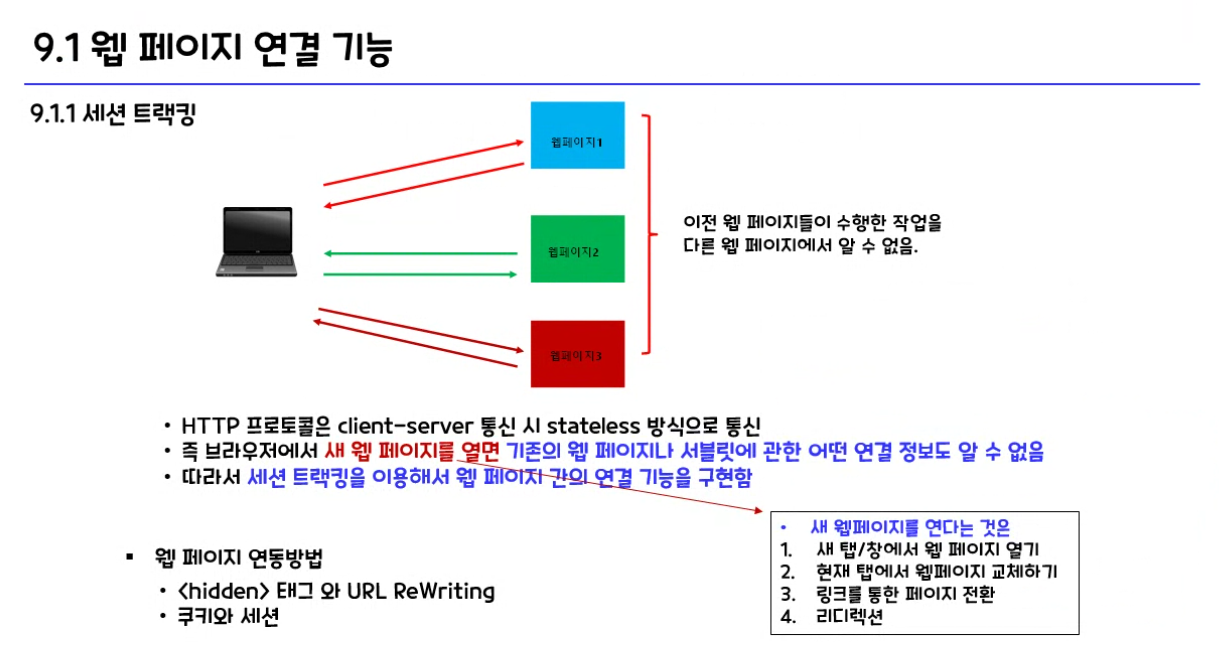 9.1 웹 페이지 연결 기능
9.1.1 세션 트랙킹
웹페이지1
웹페이지2
웹페이지3
이전 웹 페이지들이 수행한 작업을
다른 웹 페이지에서 알 수 없음.
• HTTP 프로토콜은 client-server 통신 시 stateless 방식으로 통신
• 즉 브라우저에서 새 웹 페이지를 열면 기존의 웹 페이지나 서블릿에 관한 어떤 연결 정보도 알 수 없음
• 따라서 세션 트랙킹을 이용해서 웹 페이지 간의 연결 기능을 구현함
▪ 웹 페이지 연동방법
• <hidden> 태그 와 URL ReWriting
• 쿠키와 세션
• 새 웹페이지를 연다는 것은
1. 새 탭/창에서 웹 페이지 열기
2. 현재 탭에서 웹페이지 교체하기
3. 링크를 통한 페이지 전환
4. 리디렉션